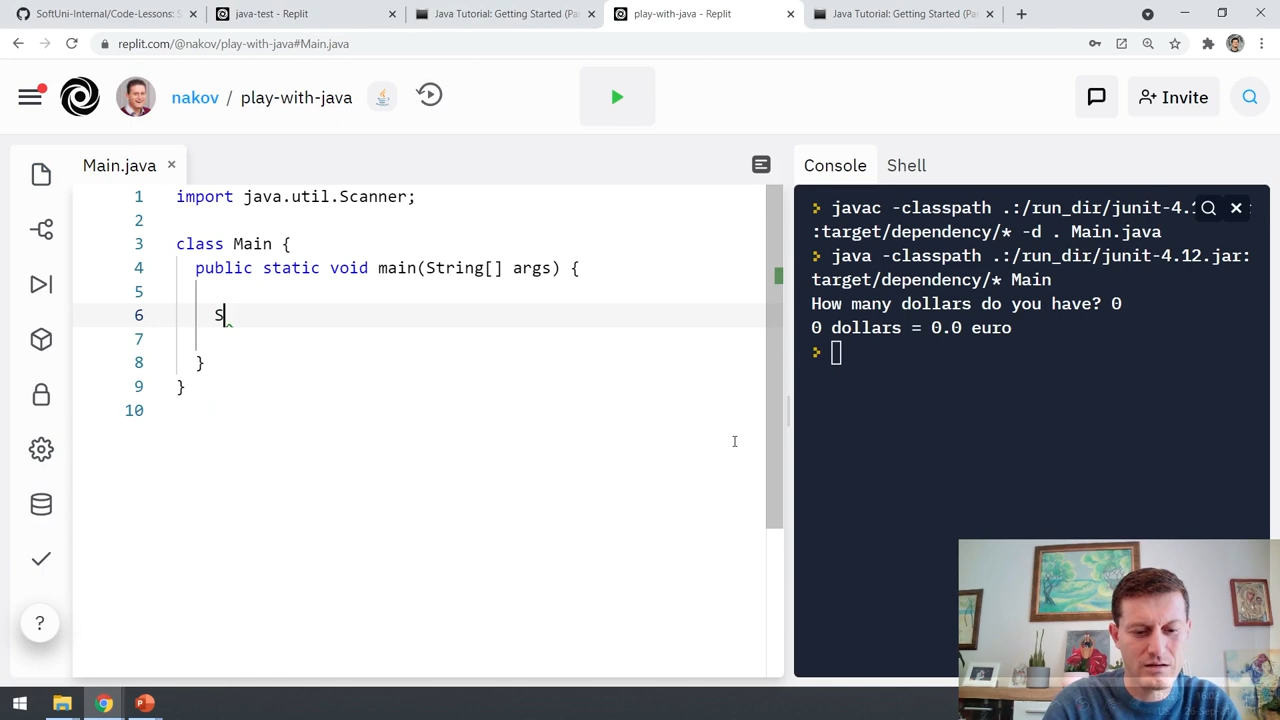 SoftUni-Internal/Code-Lessons: S
java-test - Replit
Java Tutorial: Getting Started (Pa
play-with-java - Replit
Java Tutorial: Getting Started (Pa
replit.com/@nakov/play-with-java#Main.java
nakov / play-with-java
Invite
Main.java
Console
Shell
1 import java.util.Scanner;
2
3 class Main {
4 public static void main(String[] args) {
5
6 S
7
8 }
9 }
10
javac -classpath .:/run_dir/junit-4.1
:target/dependency/* -d . Main.java
java -classpath .:/run_dir/junit-4.12.jar:
target/dependency/* Main
How many dollars do you have? 0
0 dollars = 0.0 euro
?